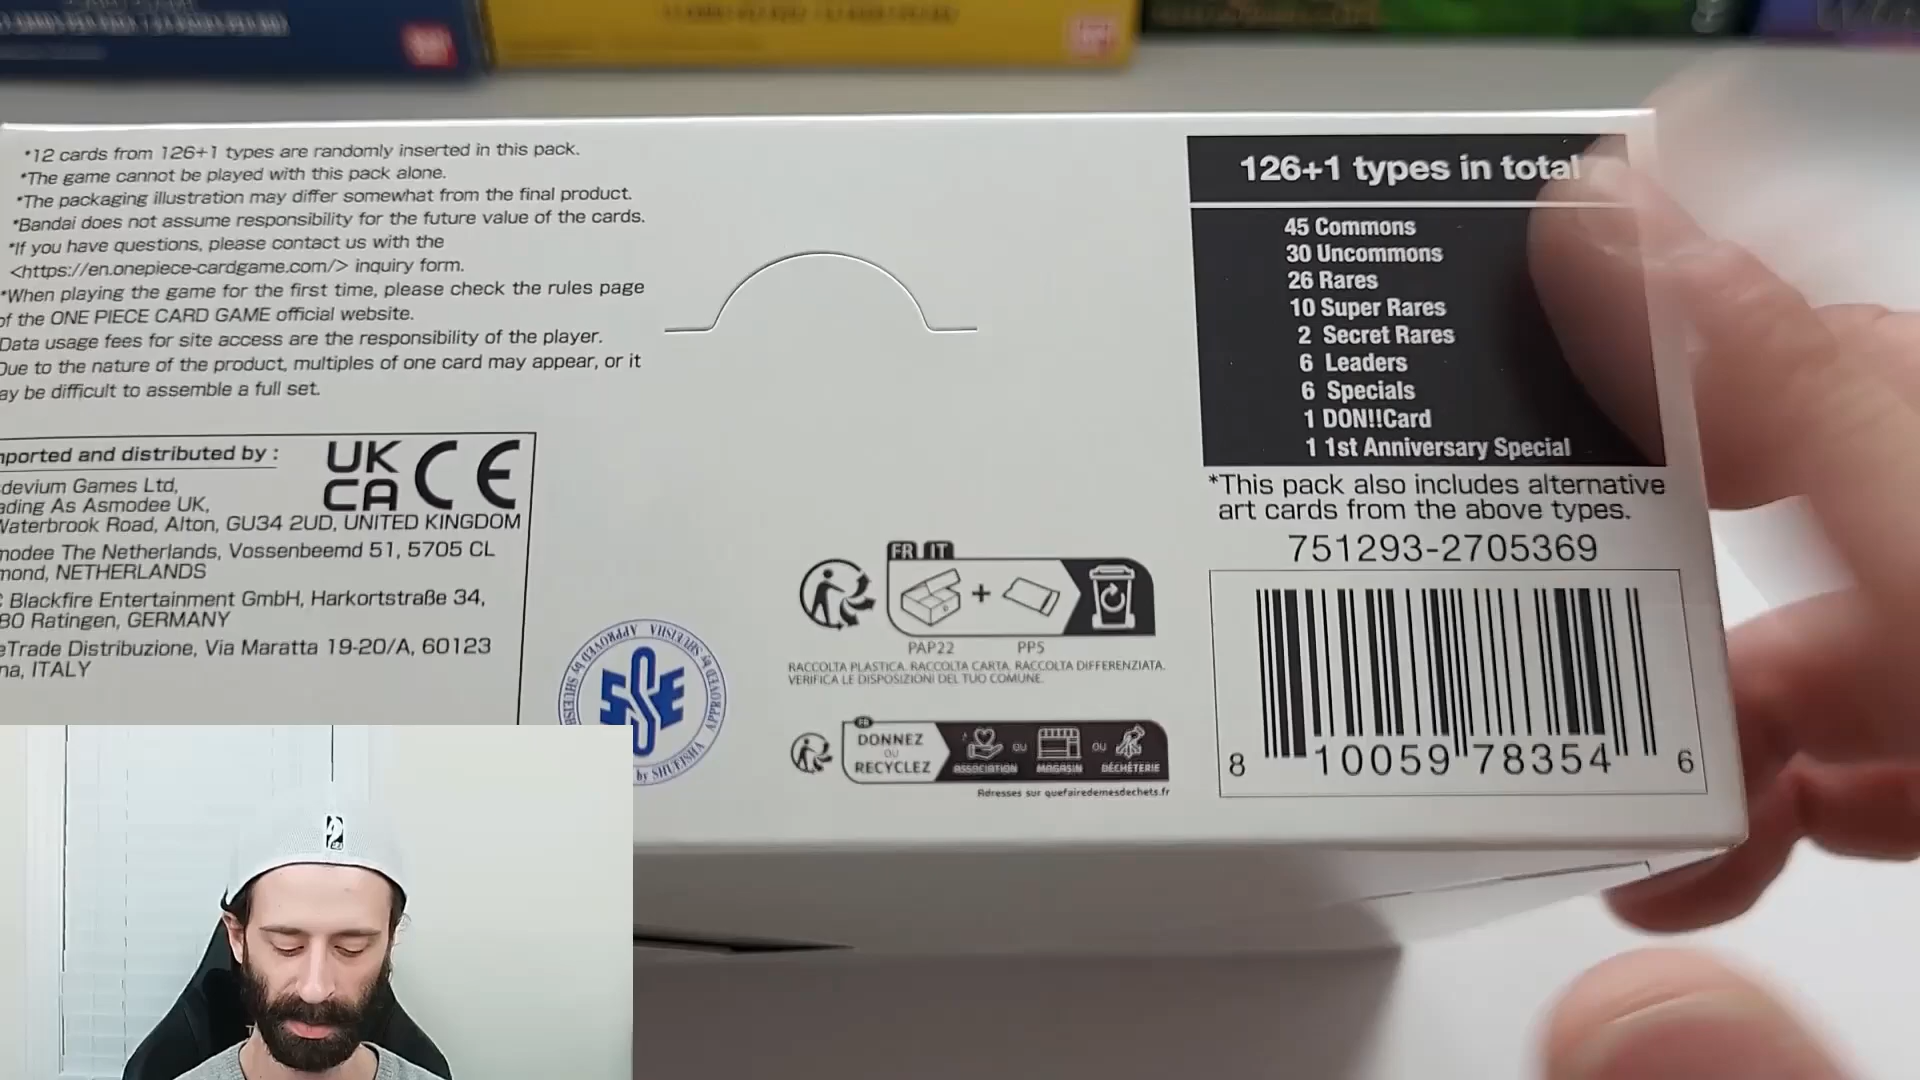 *12 cards from 126+1 types are randomly inserted in this pack.
*The game cannot be played with this pack alone.
*The packaging illustration may differ somewhat from the final product.
*Bandai does not assume responsibility for the future value of the cards.
*If you have questions, please contact us with the
<https://en.onepiece-cardgame.com/> inquiry form.
*When playing the game for the first time, please check the rules page
of the ONE PIECE CARD GAME official website.
Data usage fees for site access are the responsibility of the player.
Due to the nature of the product, multiples of one card may appear, or it
ay be difficult to assemble a full set.
mported and distributed by :
UK
CA CE
sdevium Games Ltd,
ading As Asmodee UK,
Waterbrook Road, Alton, GU34 2UD, UNITED KINGDOM
modee The Netherlands, Vossenbeemd 51, 5705 CL
mond, NETHERLANDS
Blackfire Entertainment GmbH, Harkortstraße 34,
80 Ratingen, GERMANY
eTrade Distribuzione, Via Maratta 19-20/A, 60123
na, ITALY
APPROVED by SHUEISHA APPROVED by SHUEISHA
SSE
FR IT
+
PAP22 PP5
RACCOLTA PLASTICA. RACCOLTA CARTA. RACCOLTA DIFFERENZIATA.
VERIFICA LE DISPOSIZIONI DEL TUO COMUNE.
FR
DONNEZ
OU
RECYCLEZ
ASSOCIATION OU MAGASIN OU DÉCHÈTERIE
Adresses sur quefairedemesdechets.fr
126+1 types in total
45 Commons
30 Uncommons
26 Rares
10 Super Rares
2 Secret Rares
6 Leaders
6 Specials
1 DON!!Card
1 1st Anniversary Special
*This pack also includes alternative
art cards from the above types.
751293-2705369
8 10059 78354 6